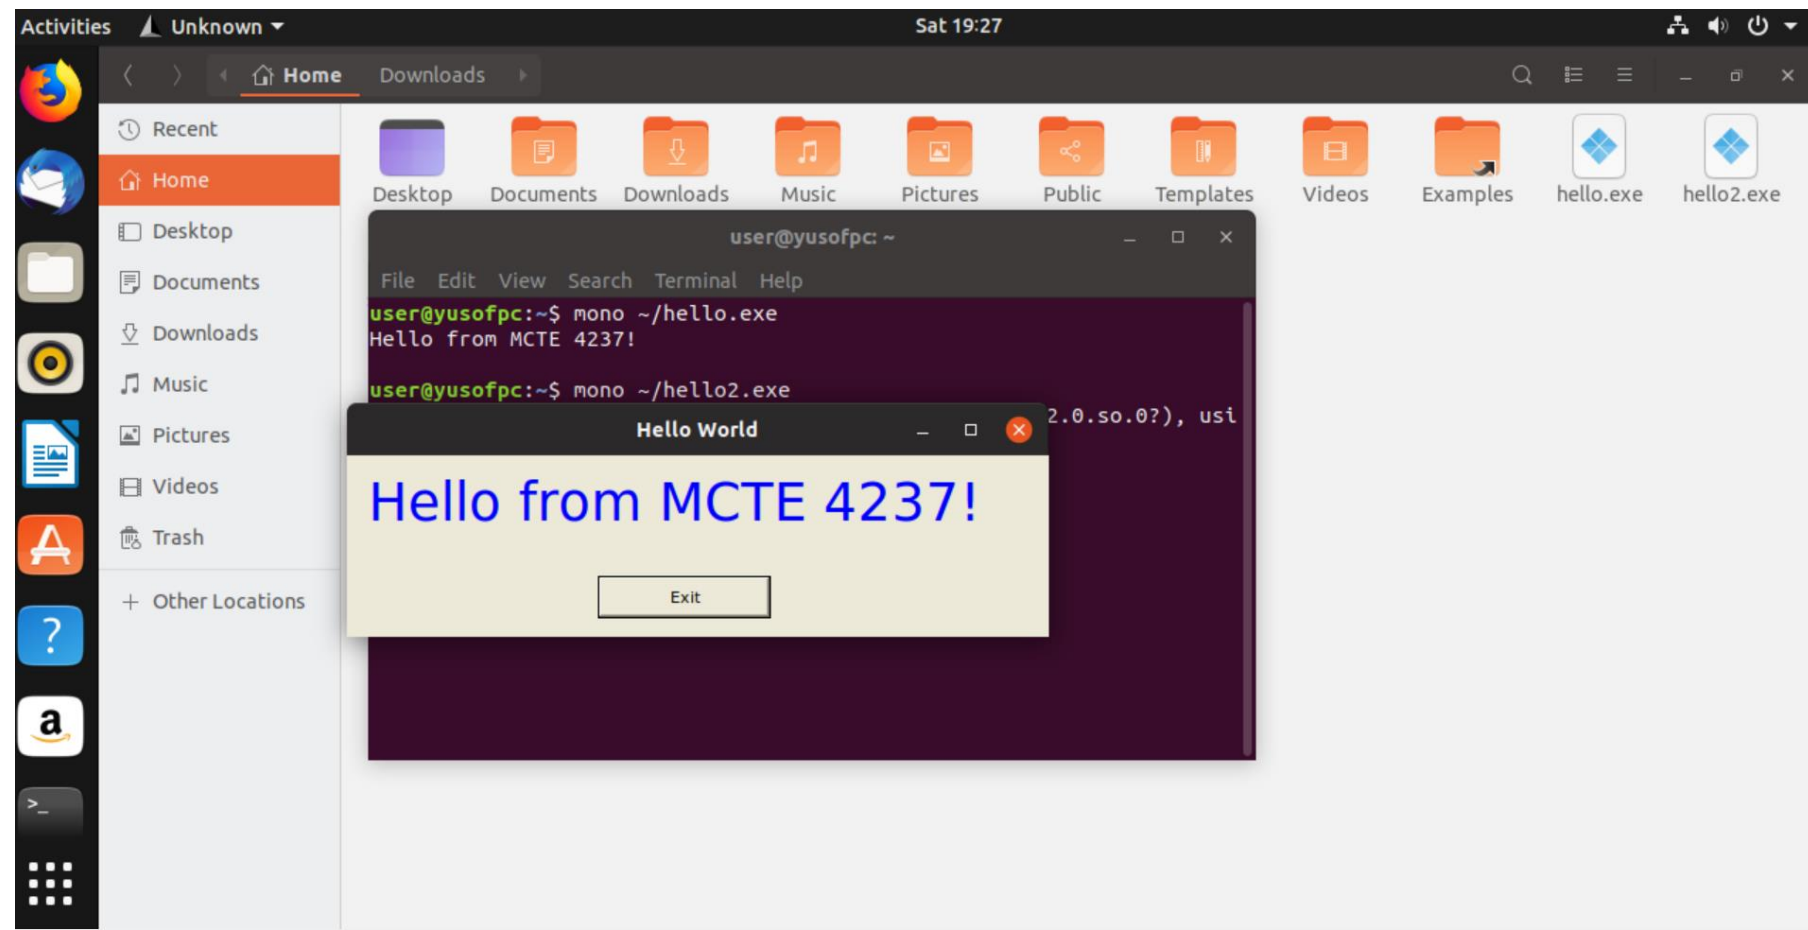 Activities Unknown Sat 19:27
Home Downloads
Recent
Home
Desktop
Documents
Downloads
Music
Pictures
Videos
Trash
Other Locations
Desktop Documents Downloads Music Pictures Public Templates Videos Examples hello.exe hello2.exe
user@yusofpc: ~
File Edit View Search Terminal Help
user@yusofpc:~$ mono ~/hello.exe
Hello from MCTE 4237!
user@yusofpc:~$ mono ~/hello2.exe
2.0.so.0?), usi
Hello World
Hello from MCTE 4237!
Exit